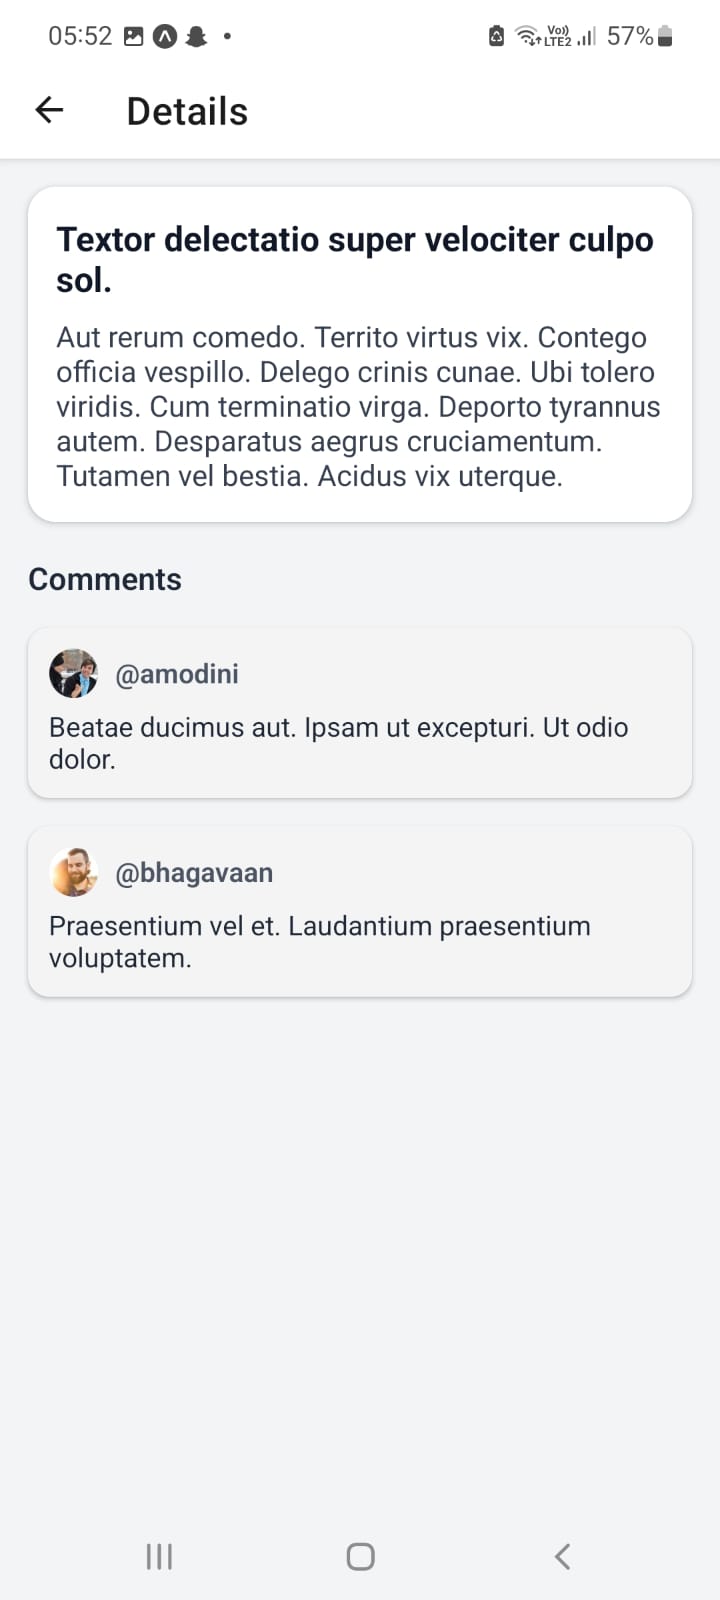 05:52
Vo))
LTE2
57%
Details
Textor delectatio super velociter culpo
sol.
Aut rerum comedo. Territo virtus vix. Contego
officia vespillo. Delego crinis cunae. Ubi tolero
viridis. Cum terminatio virga. Deporto tyrannus
autem. Desparatus aegrus cruciamentum.
Tutamen vel bestia. Acidus vix uterque.
Comments
@amodini
Beatae ducimus aut. Ipsam ut excepturi. Ut odio
dolor.
@bhagavaan
Praesentium vel et. Laudantium praesentium
voluptatem.